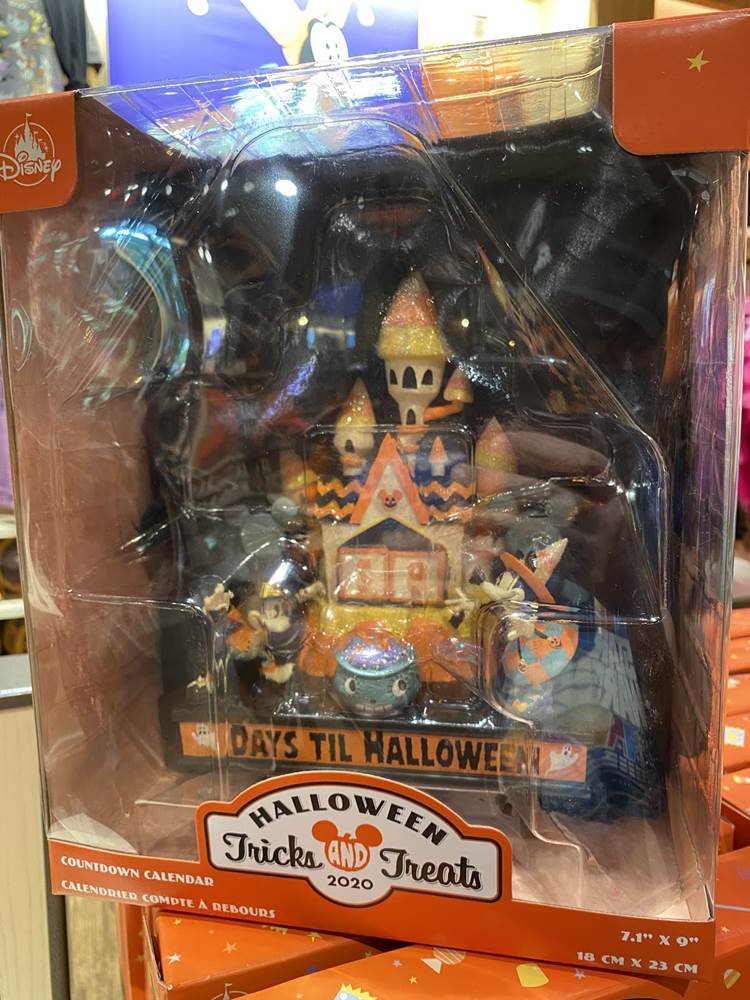 Disney
DAYS TIL HALLOWEEN
HALLOWEEN
Tricks AND Treats
2020
COUNTDOWN CALENDAR
CALENDRIER COMPTE À REBOURS
7.1" X 9"
18 CM X 23 CM